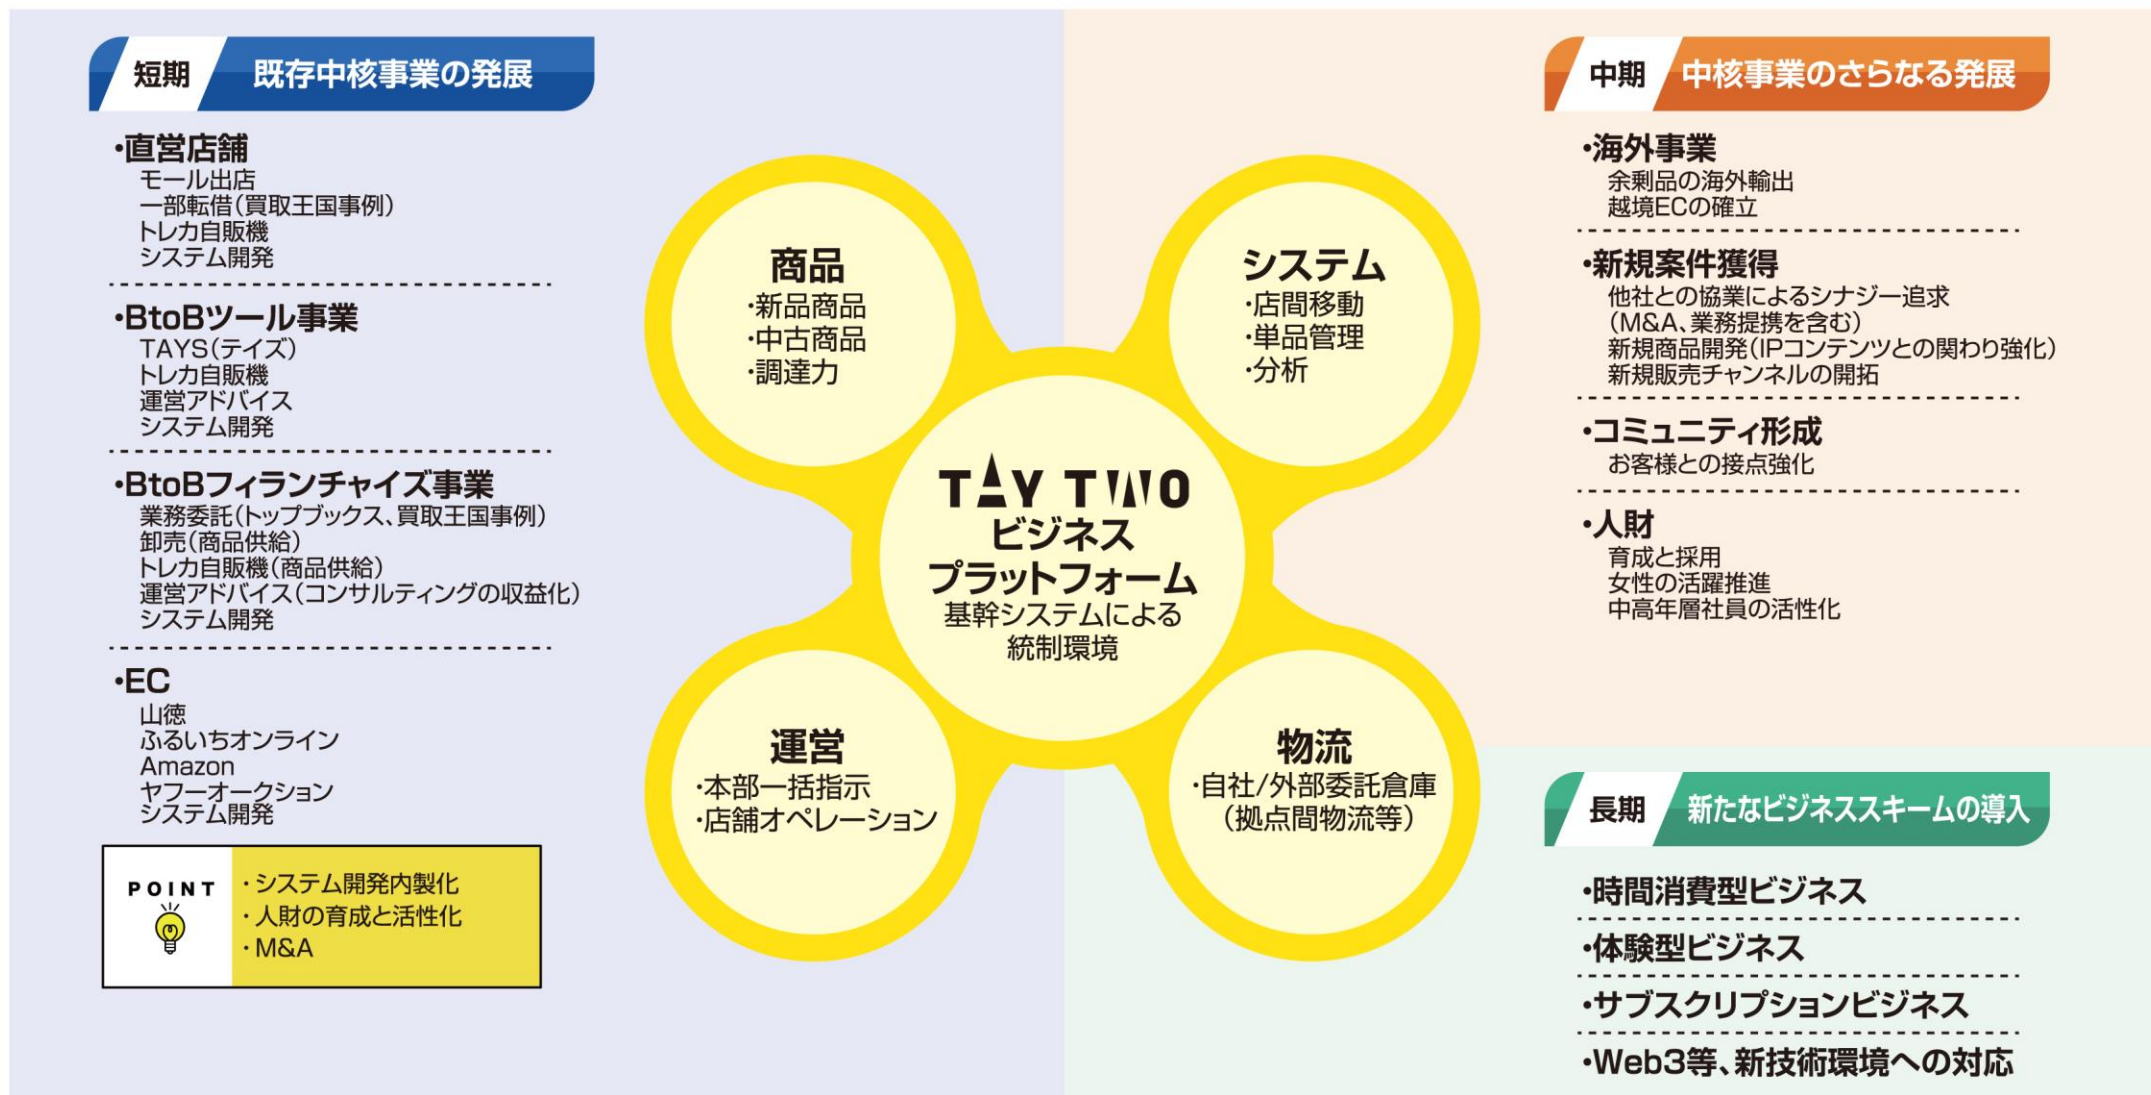 短期 既存中核事業の発展
・直営店舗
モール出店
一部転借(買取王国事例)
トレカ自販機
システム開発
・BtoBツール事業
TAYS(テイズ)
トレカ自販機
運営アドバイス
システム開発
・BtoBフィランチャイズ事業
業務委託(トップブックス、買取王国事例)
卸売(商品供給)
トレカ自販機(商品供給)
運営アドバイス(コンサルティングの収益化)
システム開発
・EC
山徳
ふるいちオンライン
Amazon
ヤフーオークション
システム開発
POINT
・システム開発内製化
・人財の育成と活性化
・M&A
商品
・新品商品
・中古商品
・調達力
システム
・店間移動
・単品管理
・分析
TAY TWO
ビジネス
プラットフォーム
基幹システムによる
統制環境
運営
・本部一括指示
・店舗オペレーション
物流
・自社/外部委託倉庫
(拠点間物流等)
中期 中核事業のさらなる発展
・海外事業
余剰品の海外輸出
越境ECの確立
・新規案件獲得
他社との協業によるシナジー追求
(M&A、業務提携を含む)
新規商品開発(IPコンテンツとの関わり強化)
新規販売チャンネルの開拓
・コミュニティ形成
お客様との接点強化
・人財
育成と採用
女性の活躍推進
中高年層社員の活性化
長期 新たなビジネススキームの導入
・時間消費型ビジネス
・体験型ビジネス
・サブスクリプションビジネス
・Web3等、新技術環境への対応